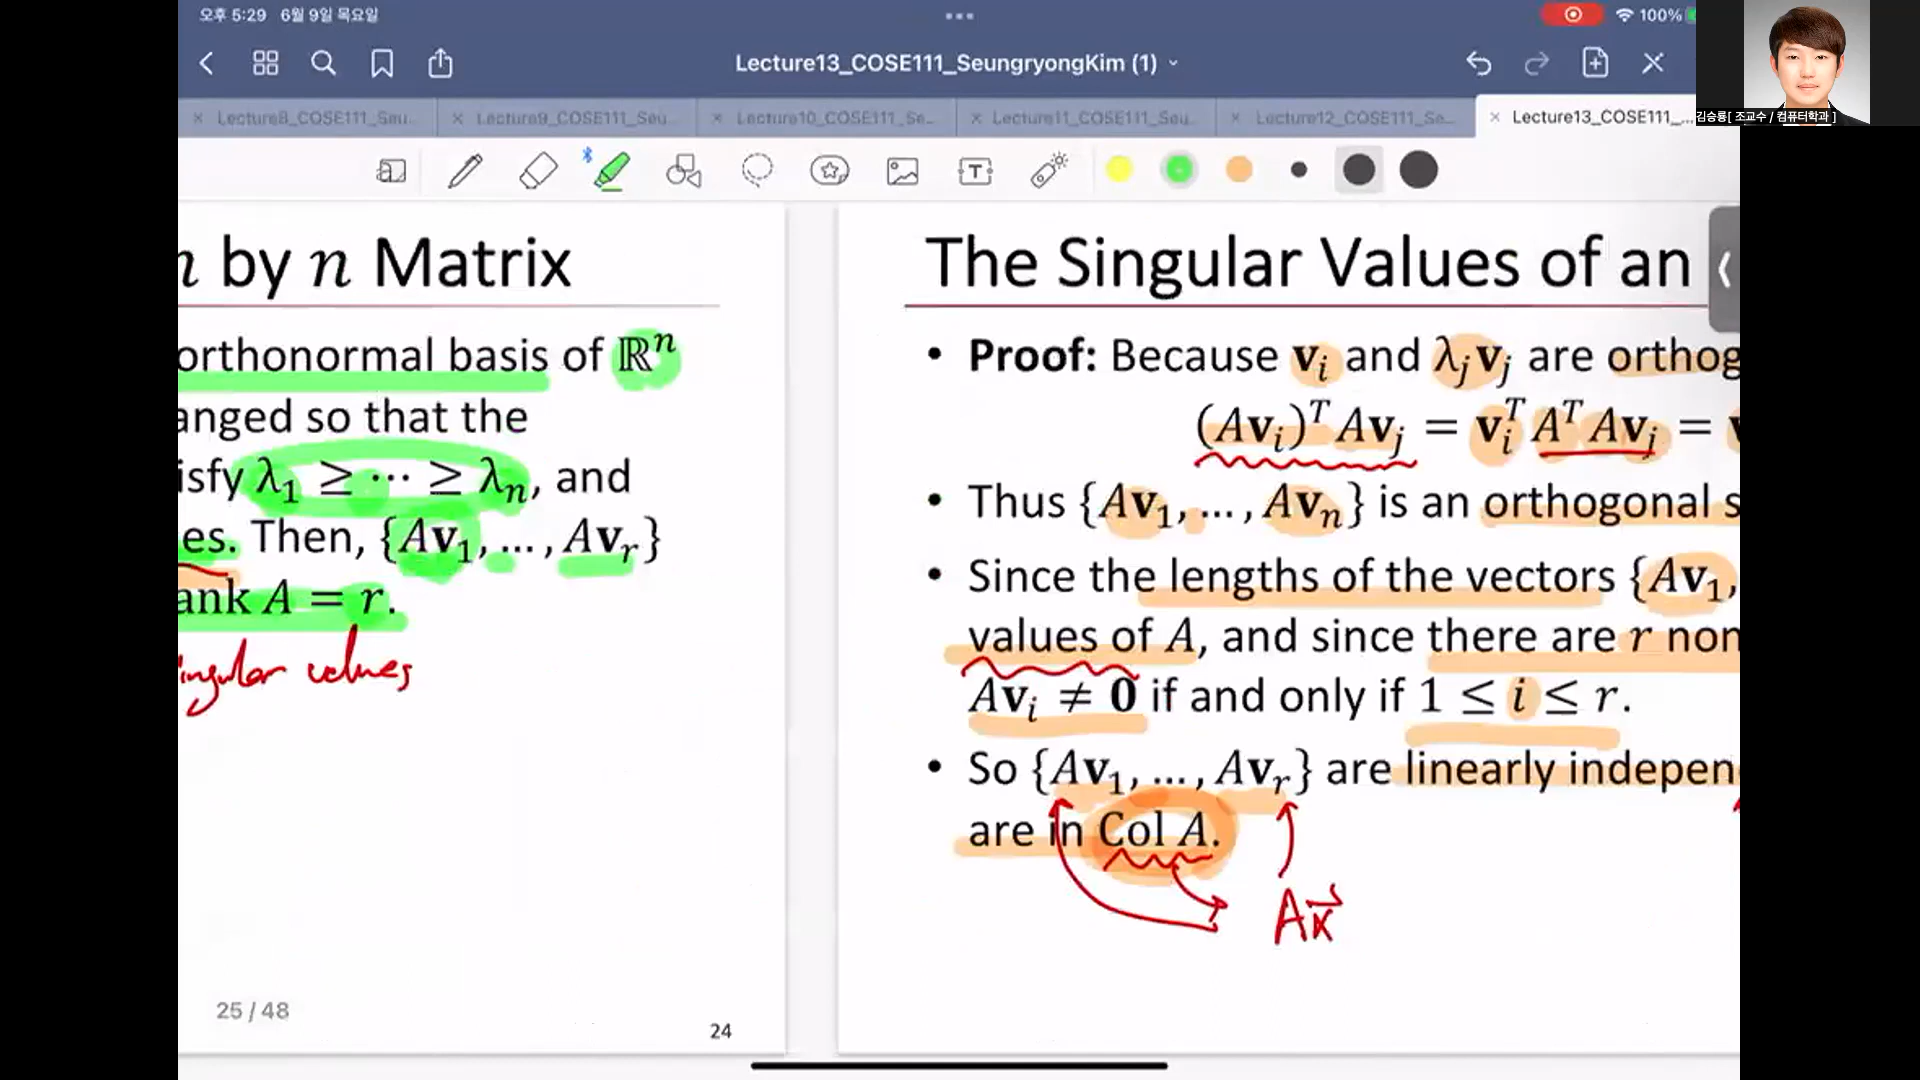 오후 5:29 6월 9일 목요일
100%
Lecture13_COSE111_SeungryongKim (1)
Lecture8_COSE111_Seu...
Lecture9_COSE111_Seu...
Lecture10_COSE111_Se...
Lecture11_COSE111_Seu...
Lecture12_COSE111_Se...
Lecture13_COSE111_...
김승룡[ 조교수 / 컴퓨터학과 ]
T
n by n Matrix
orthonormal basis of ℝⁿ
anged so that the
isfy λ₁ ≥ ⋯ ≥ λₙ, and
es. Then, {Av₁, … , Avᵣ}
ank A = r.
ingular values
25 / 48
24
The Singular Values of an
• Proof: Because vᵢ and λⱼvⱼ are orthog
(Avᵢ)ᵀAvⱼ = vᵢᵀAᵀAvⱼ =
• Thus {Av₁, … , Avₙ} is an orthogonal s
• Since the lengths of the vectors {Av₁,
values of A, and since there are r non
Avᵢ ≠ 0 if and only if 1 ≤ i ≤ r.
• So {Av₁, … , Avᵣ} are linearly indepen
are in Col A.
Ax⃗